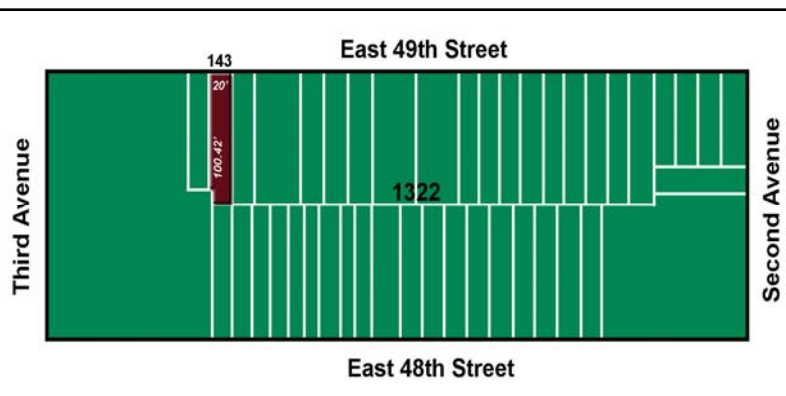 East 49th Street
143
20'
100.42'
Third Avenue
1322
Second Avenue
East 48th Street